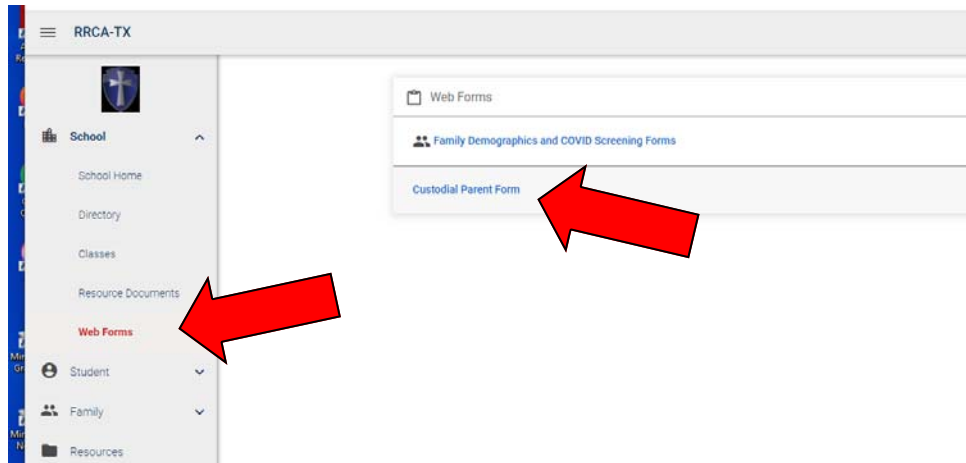 RRCA-TX
Web Forms
School
Family Demographics and COVID Screening Forms
School Home
Custodial Parent Form
Directory
Classes
Resource Documents
Web Forms
Student
Family
Resources